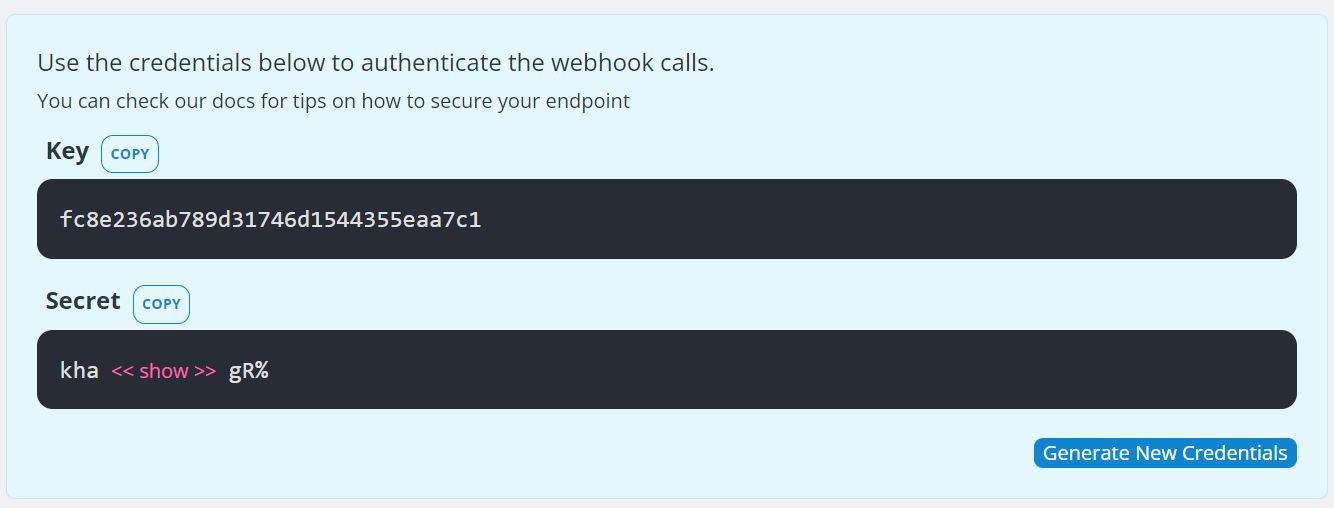 Use the credentials below to authenticate the webhook calls.
You can check our docs for tips on how to secure your endpoint
Key COPY
fc8e236ab789d31746d1544355eaa7c1
Secret COPY
kha << show >> gR%
Generate New Credentials